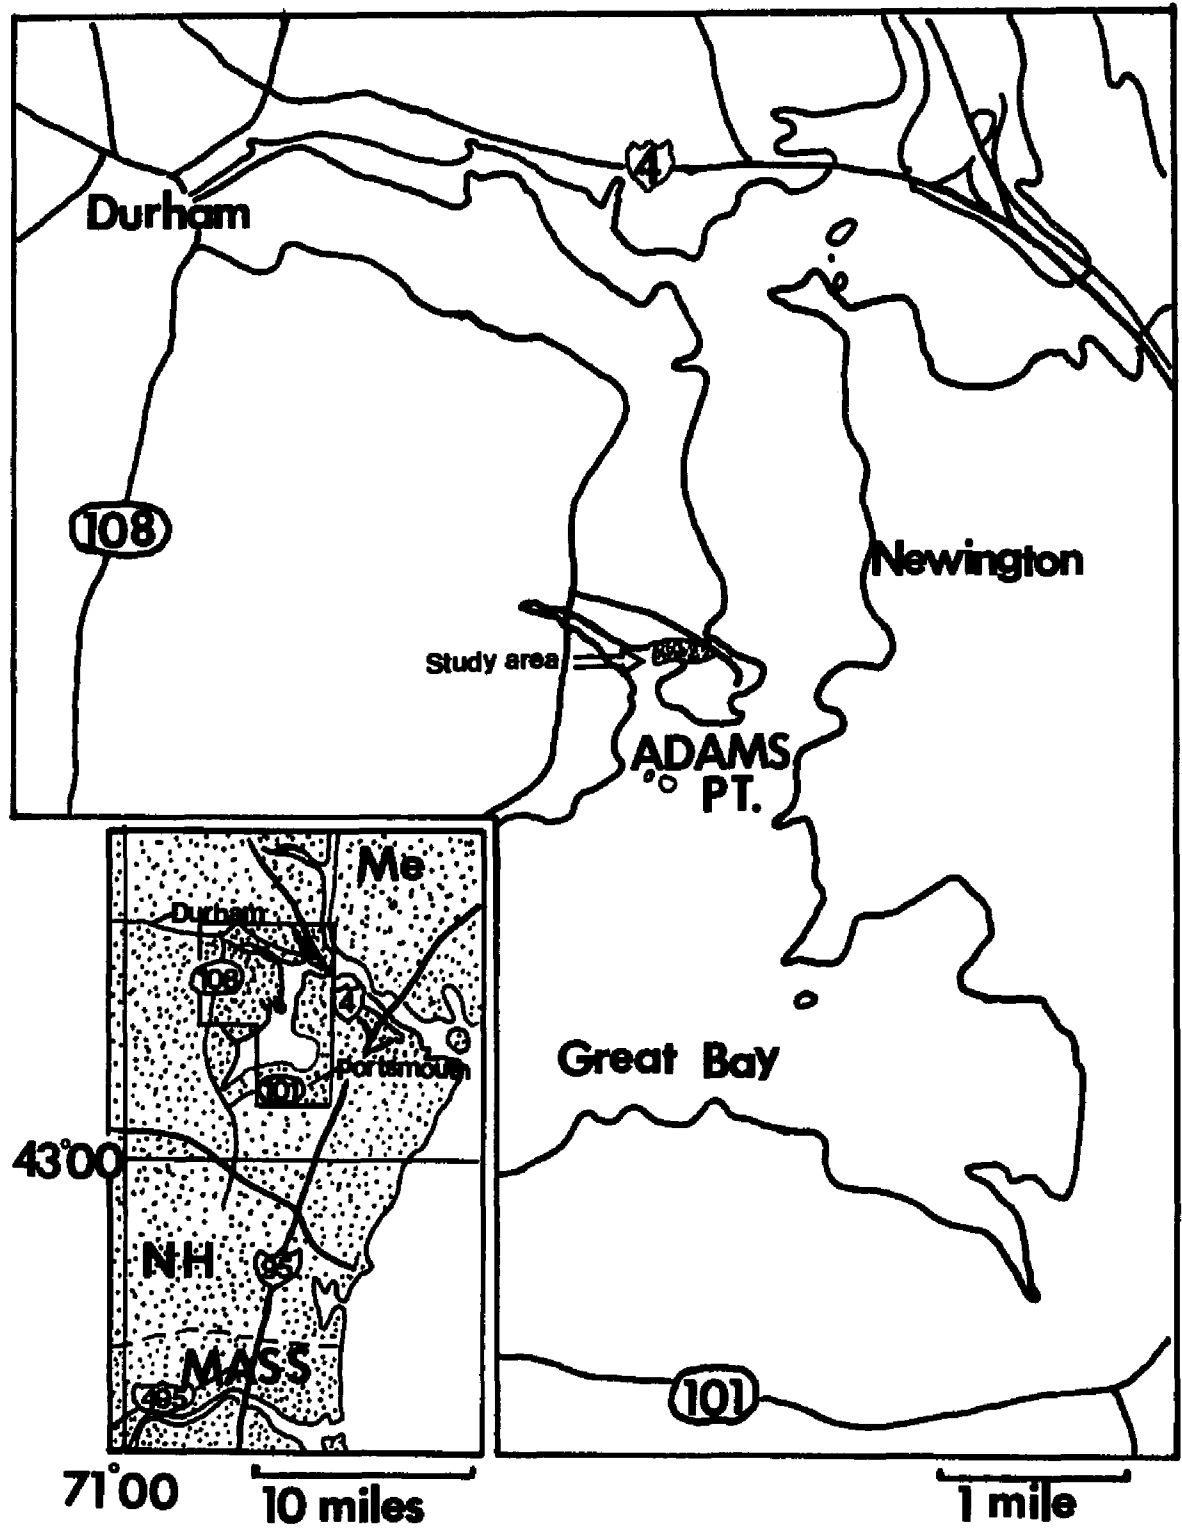 4
Durham
108
Newington
Study area
ADAMS
PT.
Me
Durham
108
4
Portsmouth
101
Great Bay
43°00
NH
95
MASS
495
101
71°00
10 miles
1 mile